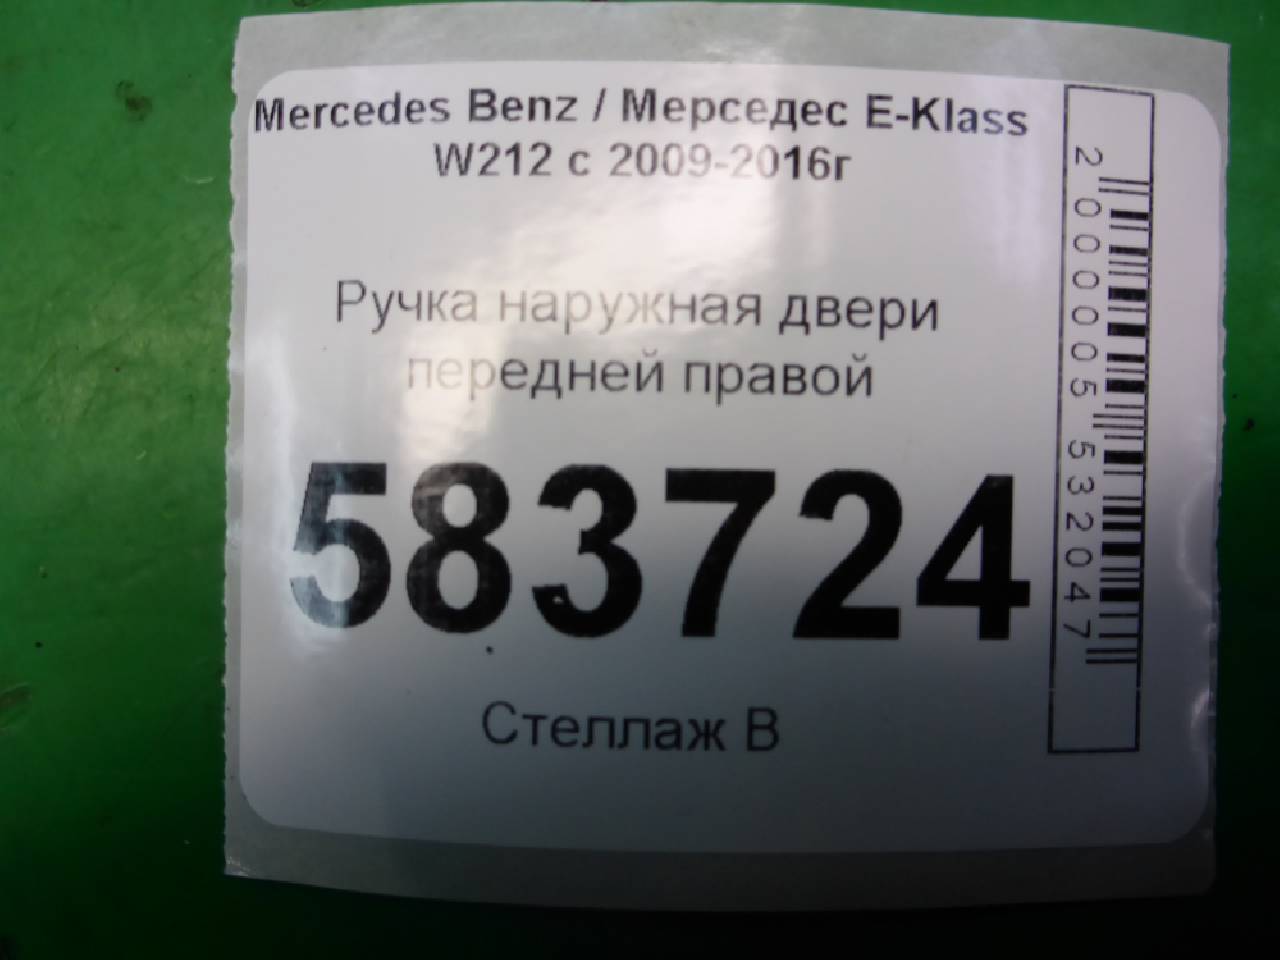 Mercedes Benz / Мерседес E-Klass
W212 с 2009-2016г
Ручка наружная двери
передней правой
583724
Стеллаж В
2000005532047